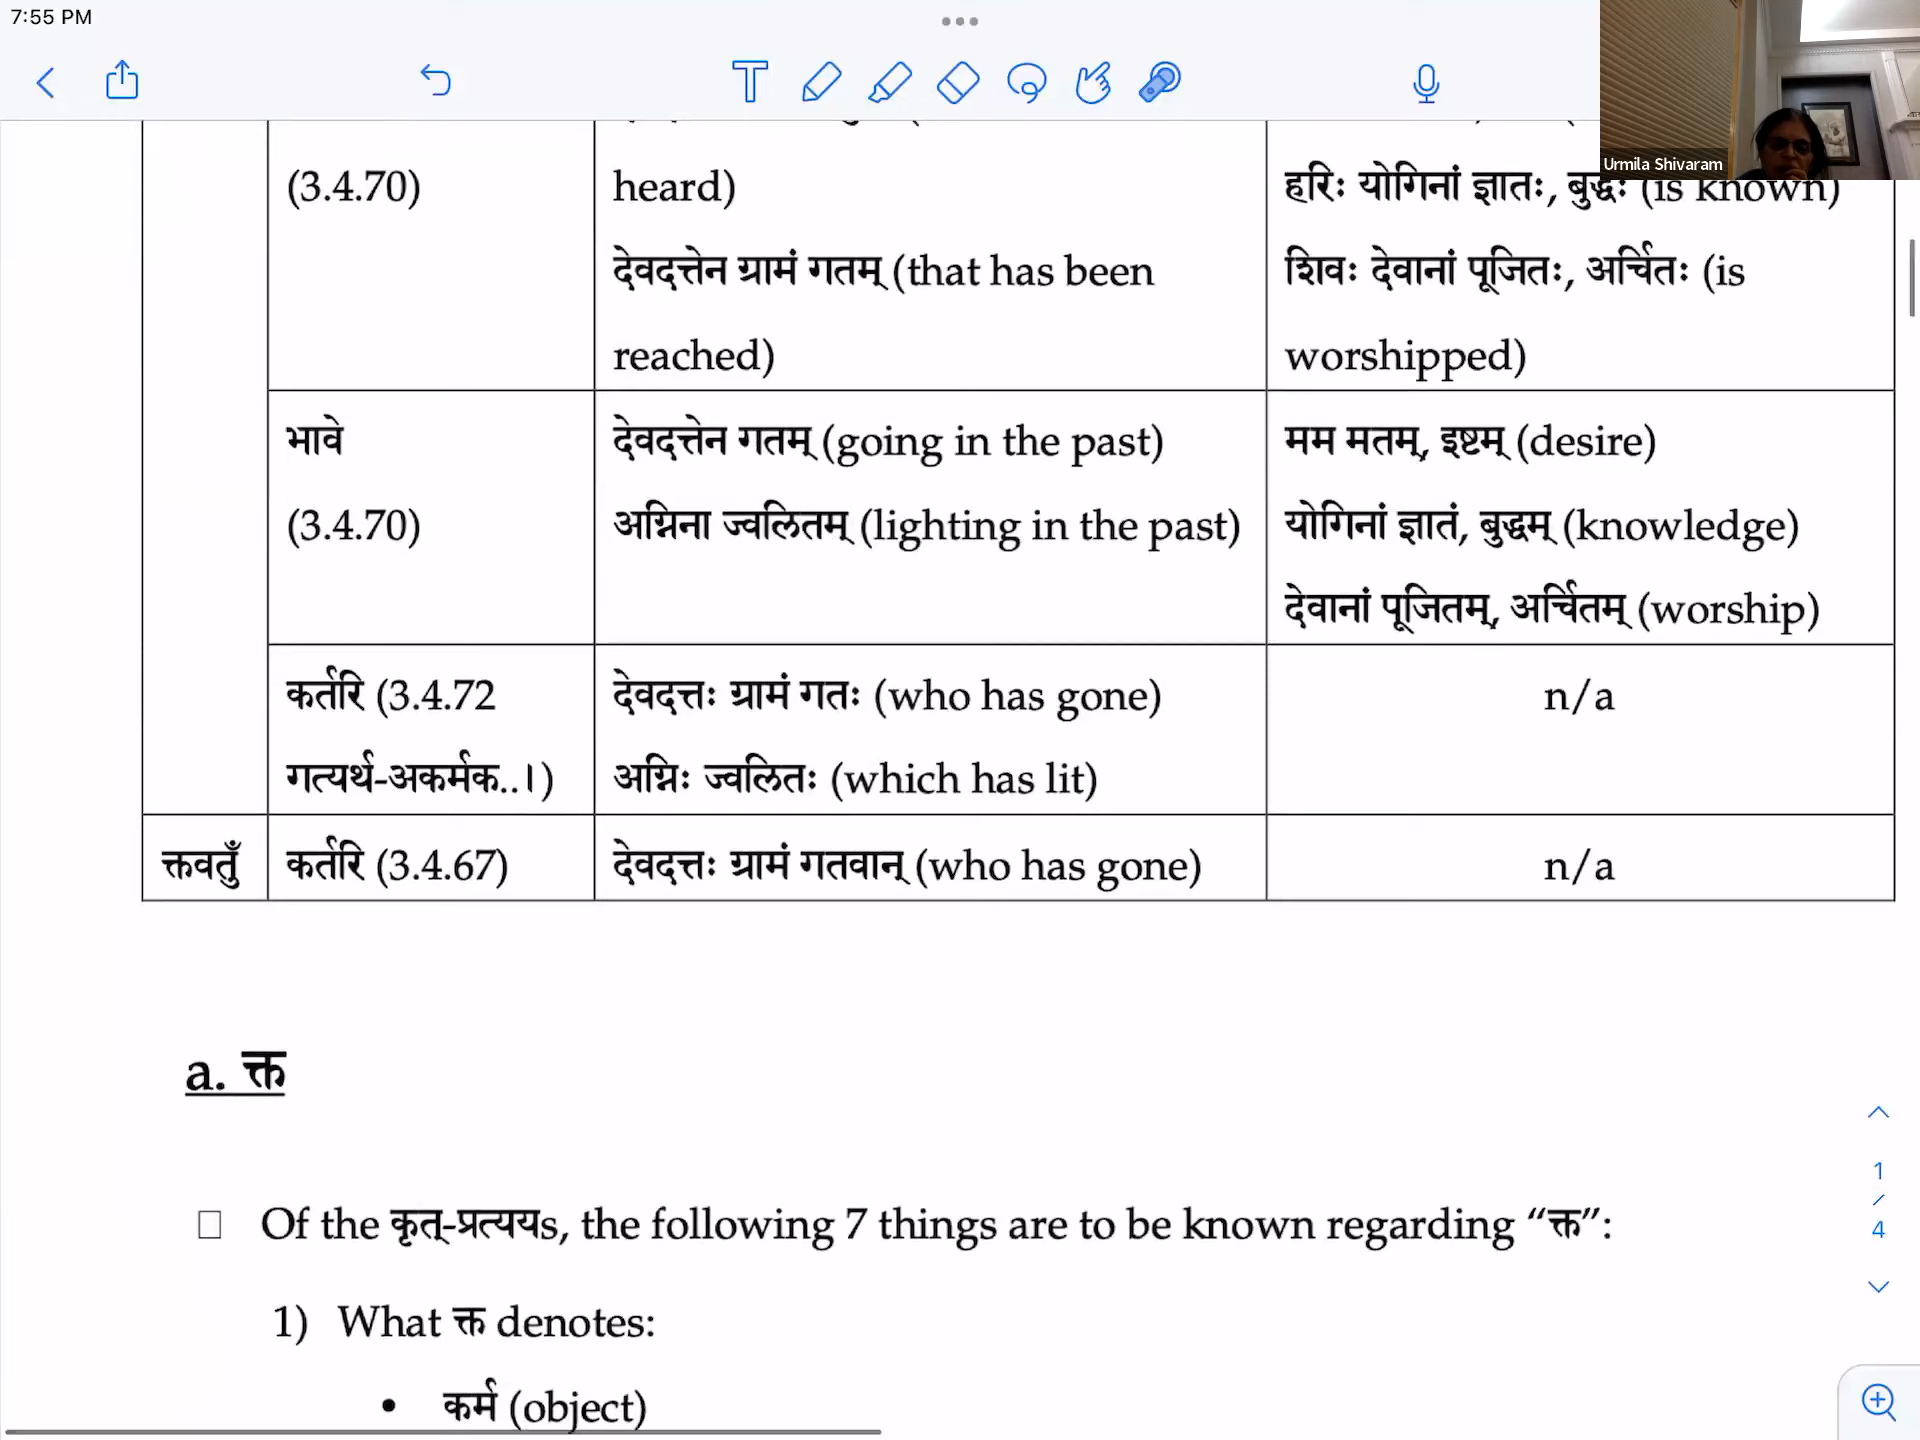 7:55 PM
Urmila Shivaram
(3.4.70) heard) हरिः योगिनां ज्ञातः, बुद्धः (is known)
देवदत्तेन ग्रामं गतम् (that has been शिवः देवानां पूजितः, अर्चितः (is
reached) worshipped)
भावे देवदत्तेन गतम् (going in the past) मम मतम्, इष्टम् (desire)
(3.4.70) अग्निना ज्वलितम् (lighting in the past) योगिनां ज्ञातं, बुद्धम् (knowledge)
देवानां पूजितम्, अर्चितम् (worship)
कर्तरि (3.4.72 देवदत्तः ग्रामं गतः (who has gone) n/a
गत्यर्थ-अकर्मक..।) अग्निः ज्वलितः (which has lit)
क्तवतुँ कर्तरि (3.4.67) देवदत्तः ग्रामं गतवान् (who has gone) n/a
a. क्त
Of the कृत्-प्रत्ययs, the following 7 things are to be known regarding “क्त”:
1) What क्त denotes:
• कर्म (object)
1
/
4